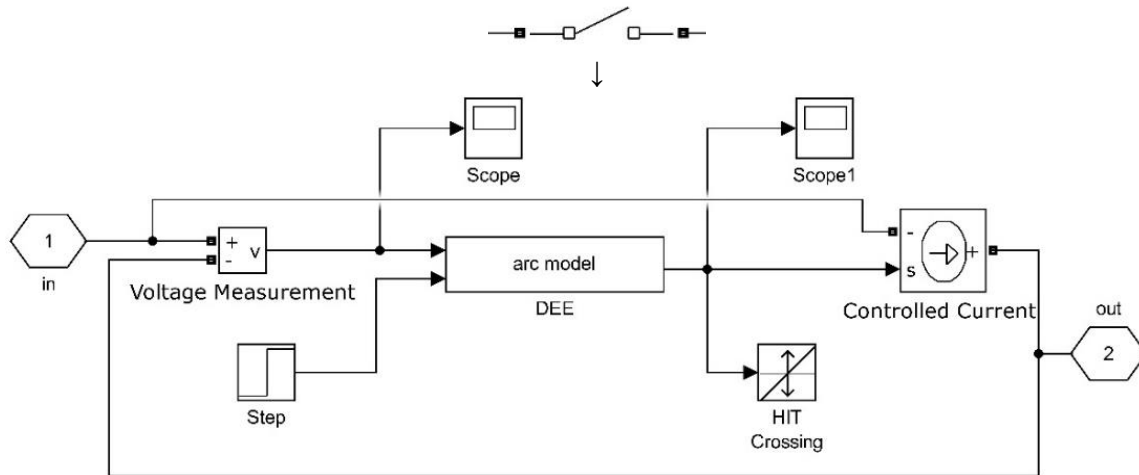 Scope
Scope1
1
in
+
-
v
Voltage Measurement
arc model
DEE
-
s
+
Controlled Current
out
2
Step
HIT
Crossing